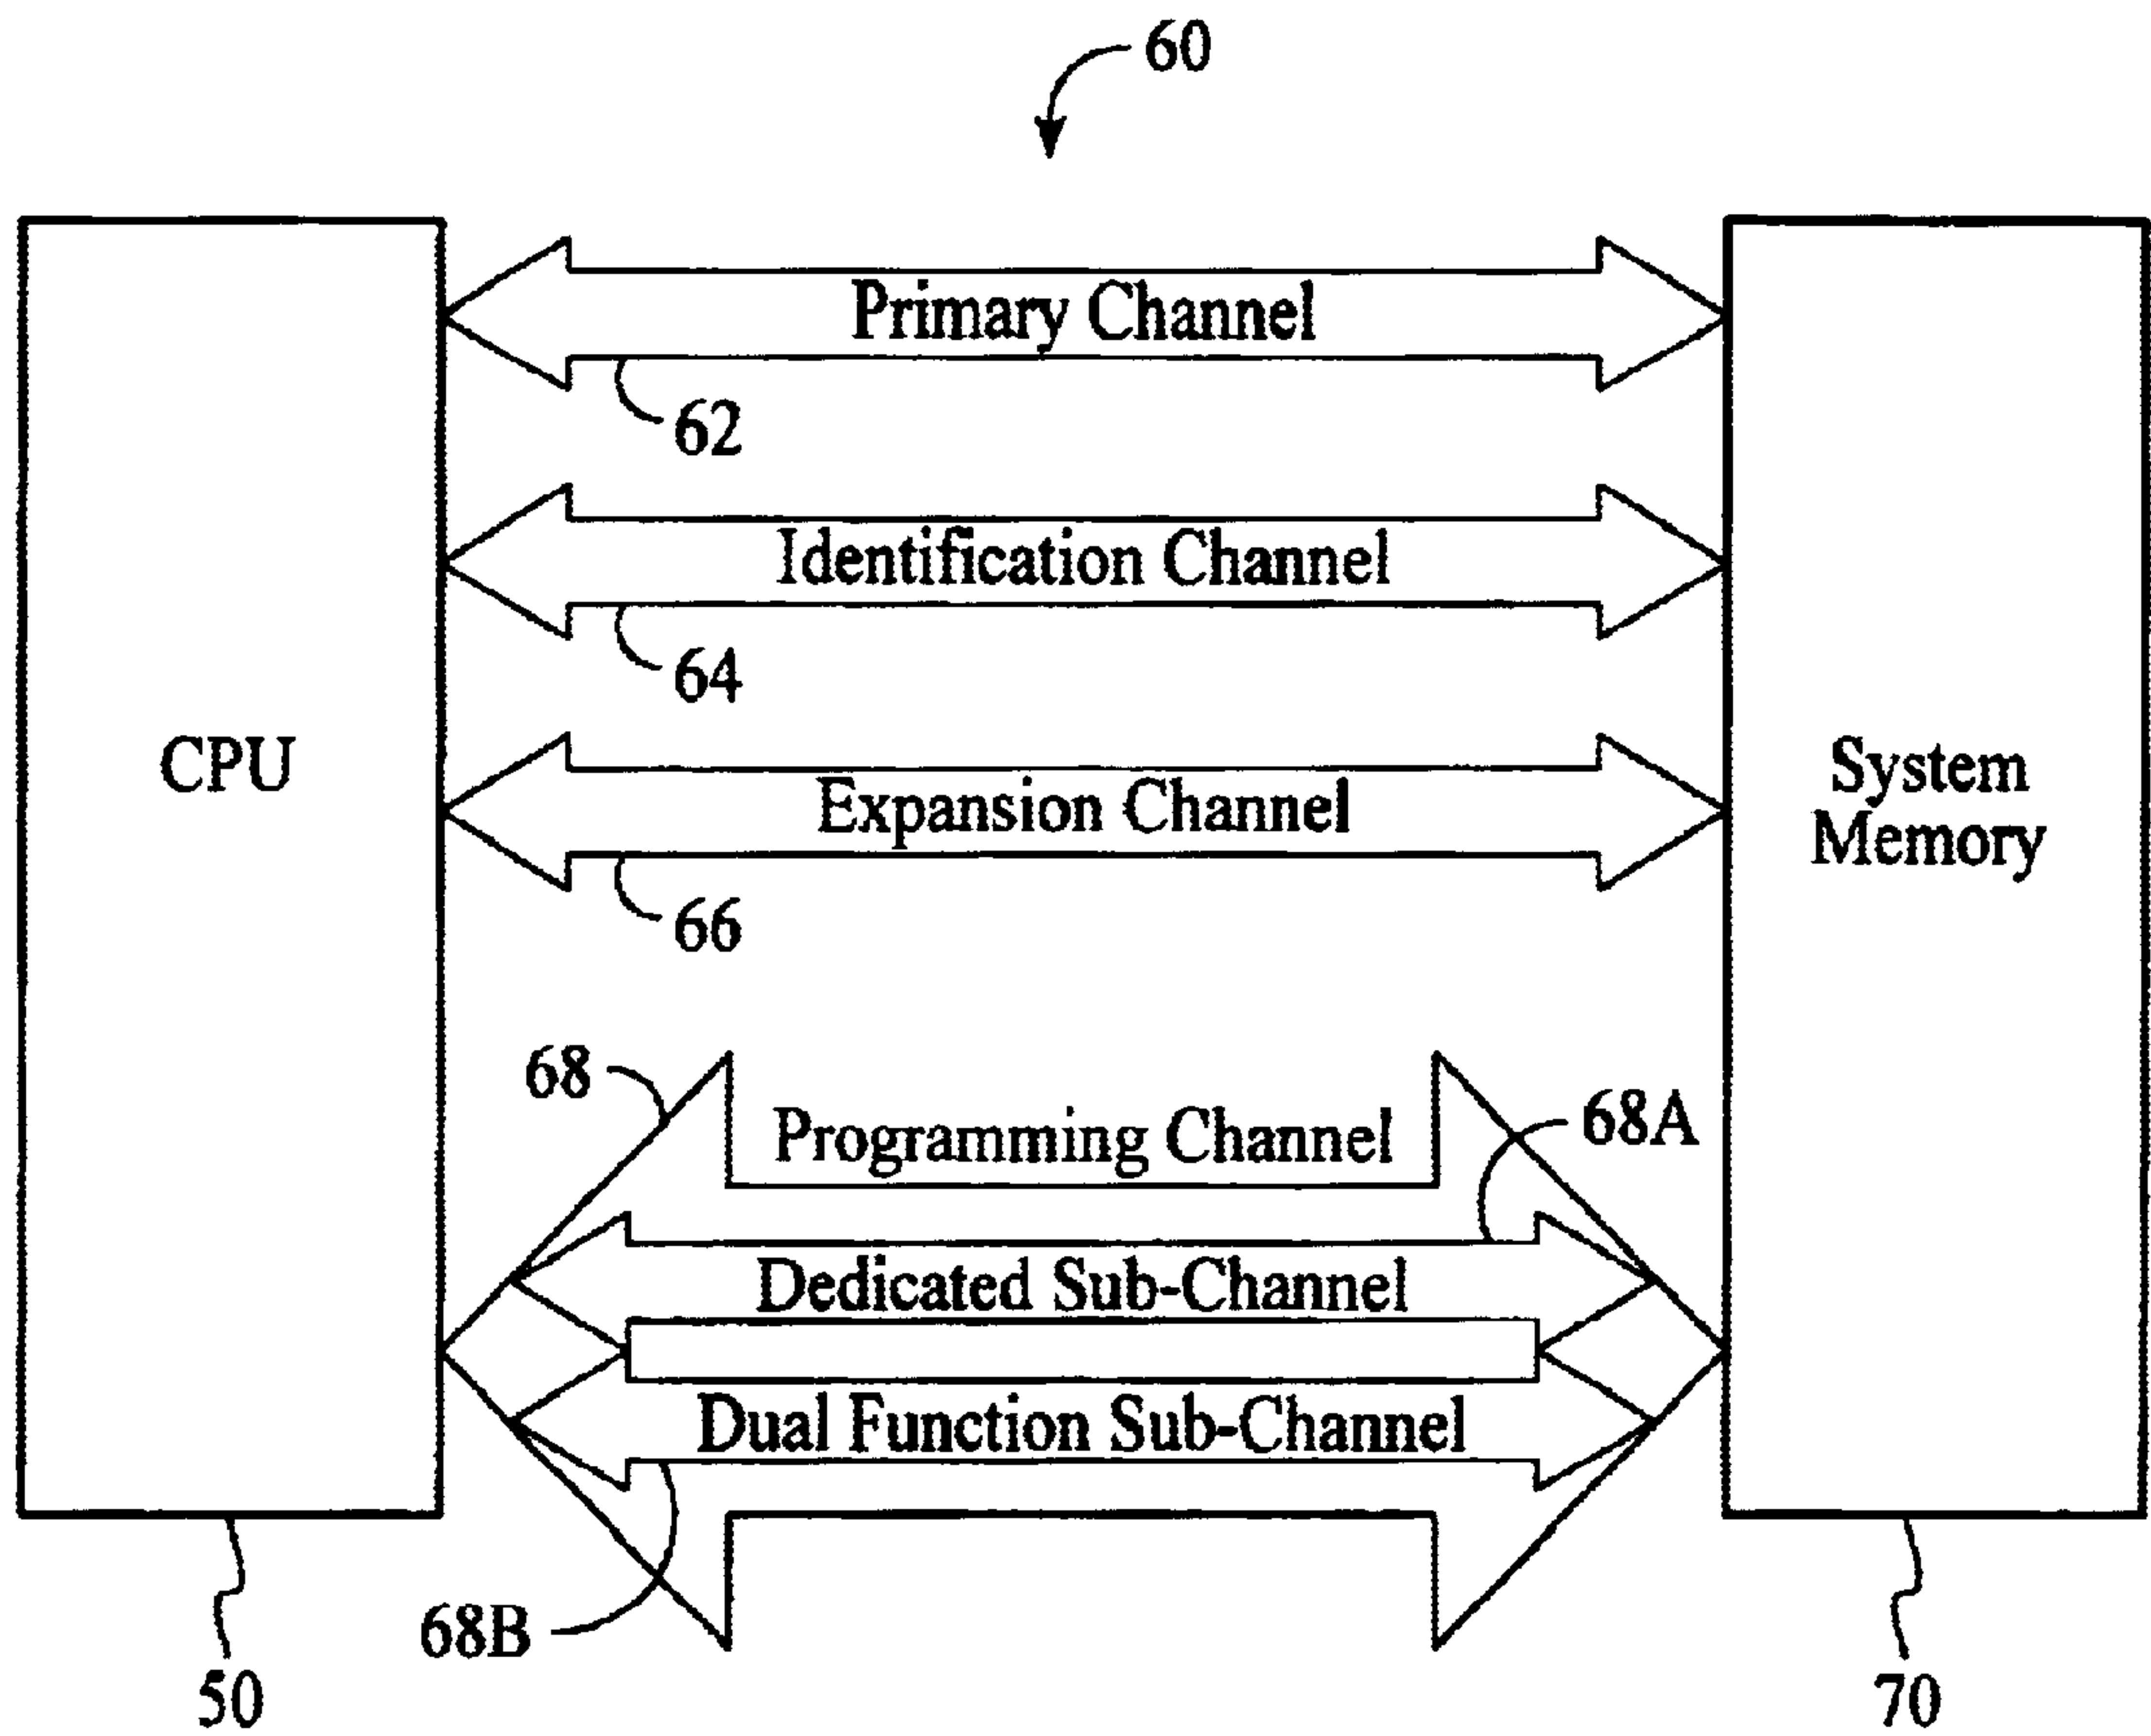 60
Primary Channel
62
Identification Channel
64
CPU
System
Memory
Expansion Channel
66
68
Programming Channel
68A
Dedicated Sub-Channel
Dual Function Sub-Channel
68B
50
70